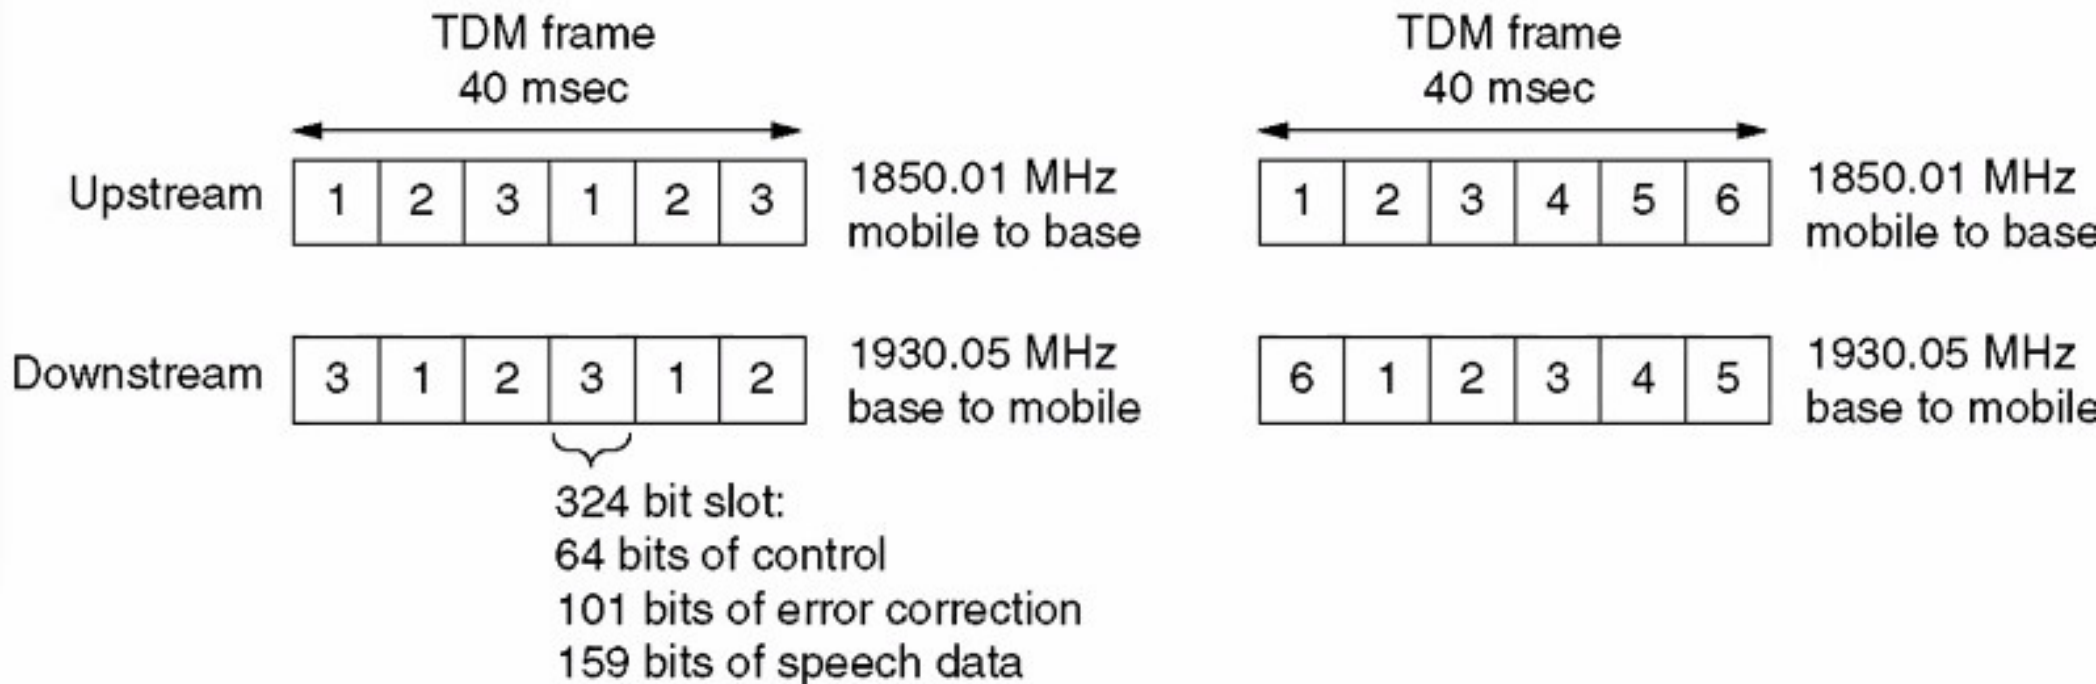 TDM frame
40 msec
TDM frame
40 msec
Upstream
1 2 3 1 2 3
1850.01 MHz
mobile to base
1 2 3 4 5 6
1850.01 MHz
mobile to base
Downstream
3 1 2 3 1 2
1930.05 MHz
base to mobile
6 1 2 3 4 5
1930.05 MHz
base to mobile
324 bit slot:
64 bits of control
101 bits of error correction
159 bits of speech data